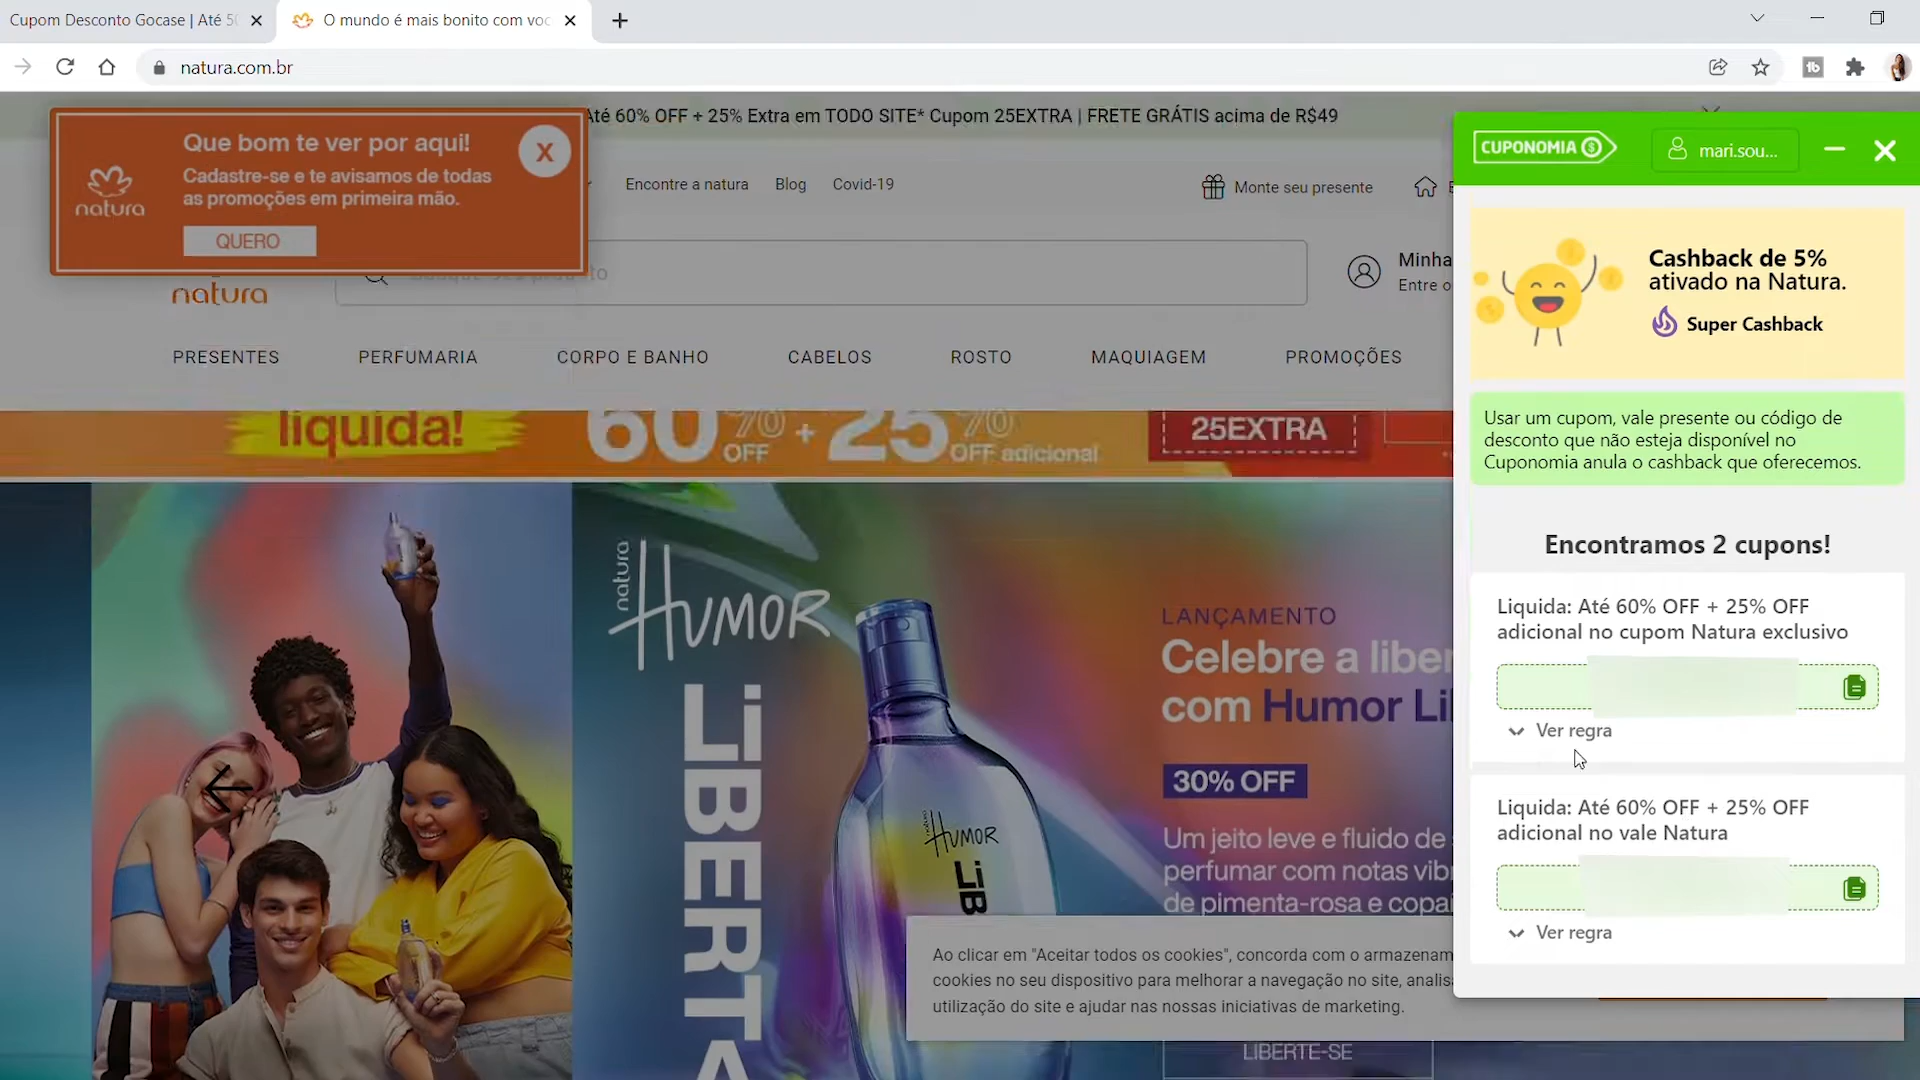 Cupom Desconto Gocase | Até
O mundo é mais bonito com voc
natura.com.br
Até 60% OFF + 25% Extra em TODO SITE* Cupom 25EXTRA | FRETE GRÁTIS acima de R$49
Que bom te ver por aqui!
Cadastre-se e te avisamos de todas
as promoções em primeira mão.
natura
QUERO
X
Encontre a natura
Blog
Covid-19
Monte seu presente
Minha
Entre o
natura
PRESENTES
PERFUMARIA
CORPO E BANHO
CABELOS
ROSTO
MAQUIAGEM
PROMOÇÕES
liquida!
60% OFF + 25% OFF adicional
25EXTRA
natura
HUMOR
LIBERTA
HUMOR
LIB
LANÇAMENTO
Celebre a liber
com Humor Li
30% OFF
Um jeito leve e fluido de
perfumar com notas vib
de pimenta-rosa e copai
LIBERTE-SE
Ao clicar em "Aceitar todos os cookies", concorda com o armazenam
cookies no seu dispositivo para melhorar a navegação no site, analis
utilização do site e ajudar nas nossas iniciativas de marketing.
CUPONOMIA $
mari.sou...
Cashback de 5%
ativado na Natura.
Super Cashback
Usar um cupom, vale presente ou código de
desconto que não esteja disponível no
Cuponomia anula o cashback que oferecemos.
Encontramos 2 cupons!
Liquida: Até 60% OFF + 25% OFF
adicional no cupom Natura exclusivo
Ver regra
Liquida: Até 60% OFF + 25% OFF
adicional no vale Natura
Ver regra